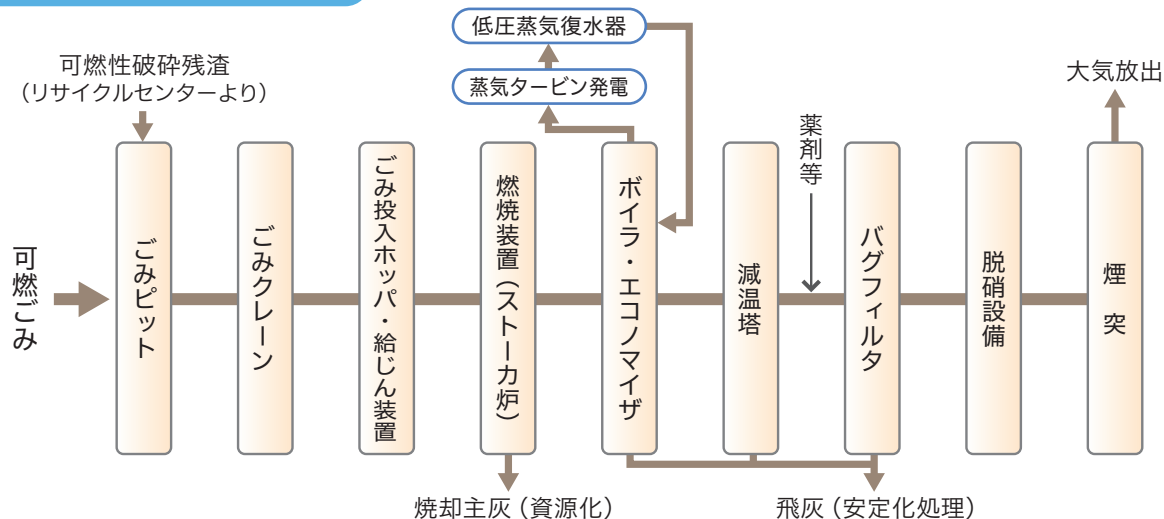 低圧蒸気復水器
蒸気タービン発電
可燃性破砕残渣
（リサイクルセンターより）
大気放出
薬剤等
可燃ごみ
ごみピット
ごみクレーン
ごみ投入ホッパ・給じん装置
燃焼装置（ストーカ炉）
ボイラ・エコノマイザ
減温塔
バグフィルタ
脱硝設備
煙突
焼却主灰（資源化）
飛灰（安定化処理）